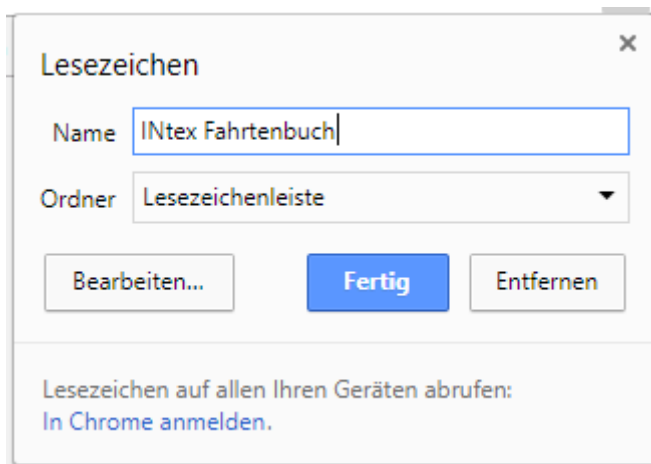 Lesezeichen
Name INtex Fahrtenbuch
Ordner Lesezeichenleiste
Bearbeiten... Fertig Entfernen
Lesezeichen auf allen Ihren Geräten abrufen:
In Chrome anmelden.